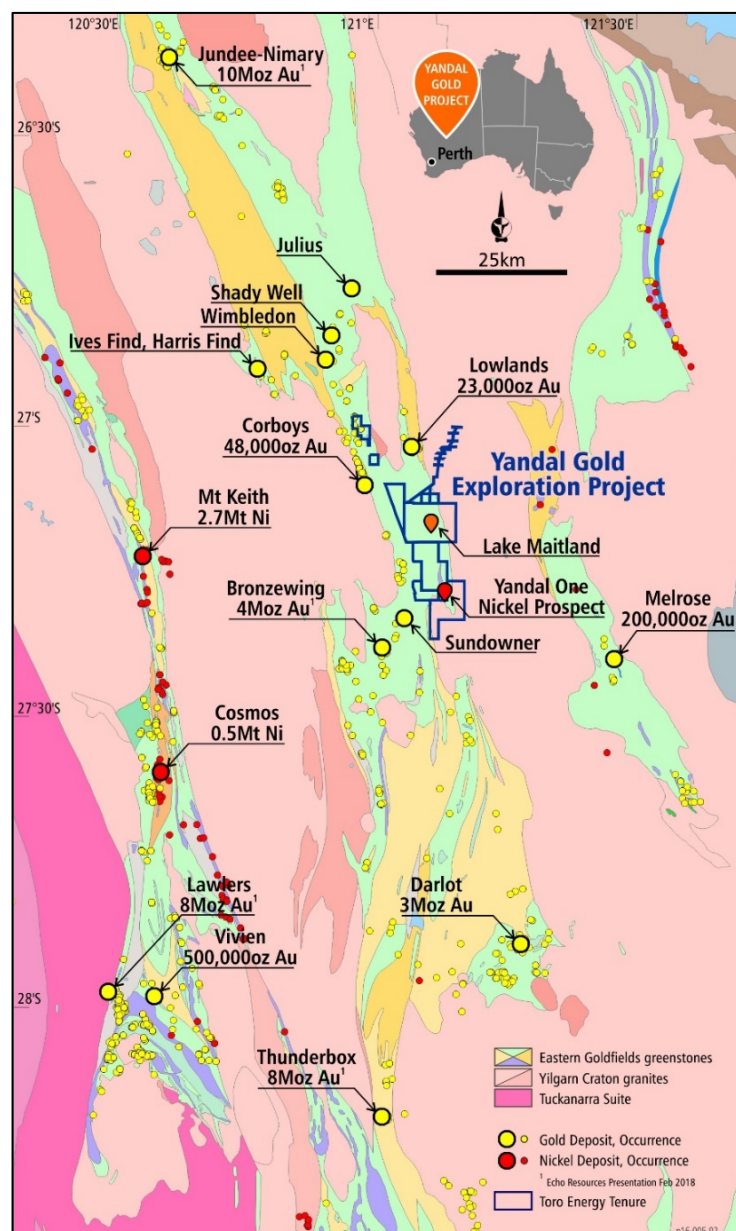 120°30'E
121°E
121°30'E
Jundee-Nimary
10Moz Au¹
YANDAL
GOLD
PROJECT
Perth
26°30'S
25km
Julius
Shady Well
Wimbledon
Ives Find, Harris Find
Lowlands
23,000oz Au
27°S
Corboys
48,000oz Au
Yandal Gold
Exploration Project
Mt Keith
2.7Mt Ni
Lake Maitland
Bronzewing
4Moz Au¹
Yandal One
Nickel Prospect
Melrose
200,000oz Au
Sundowner
27°30'S
Cosmos
0.5Mt Ni
Lawlers
8Moz Au¹
Darlot
3Moz Au
Vivien
500,000oz Au
28°S
Thunderbox
8Moz Au¹
Eastern Goldfields greenstones
Yilgarn Craton granites
Tuckanarra Suite
Gold Deposit, Occurrence
Nickel Deposit, Occurrence
¹ Echo Resources Presentation Feb 2018
Toro Energy Tenure